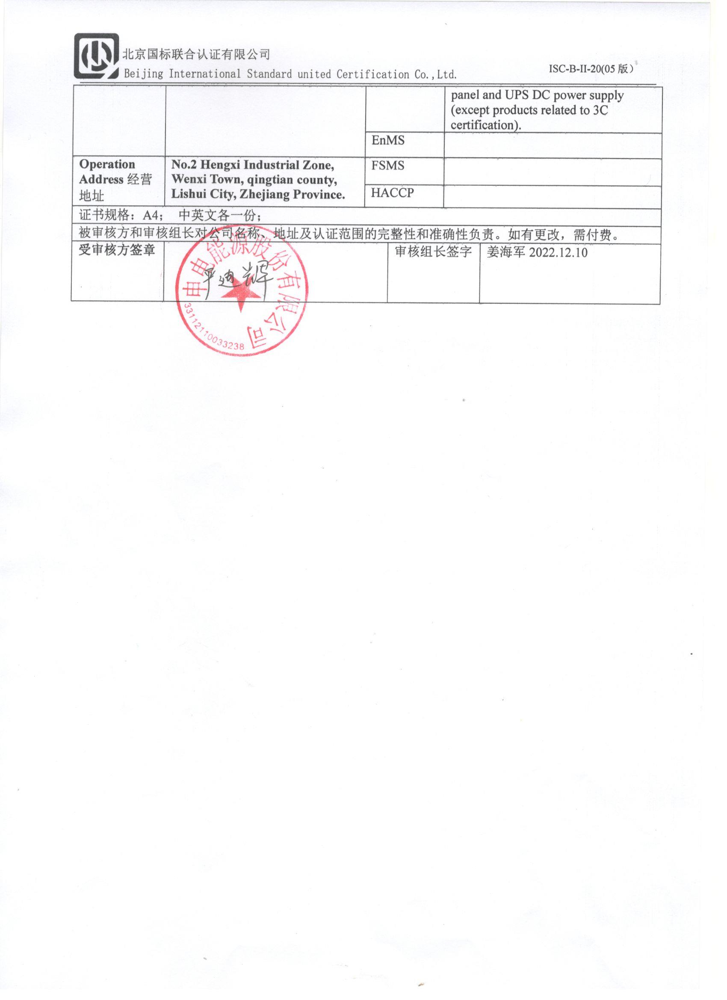 北京国标联合认证有限公司
Beijing International Standard united Certification Co.,Ltd.
ISC-B-II-20(05 版）
panel and UPS DC power supply
(except products related to 3C
certification).
EnMS
Operation
Address 经营
地址
No.2 Hengxi Industrial Zone,
Wenxi Town, qingtian county,
Lishui City, Zhejiang Province.
FSMS
HACCP
证书规格：A4； 中英文各一份；
被审核方和审核组长对公司名称、地址及认证范围的完整性和准确性负责。如有更改，需付费。
受审核方签章
申电能源股份有限公司
33112110033238
审核组长签字
姜海军 2022.12.10